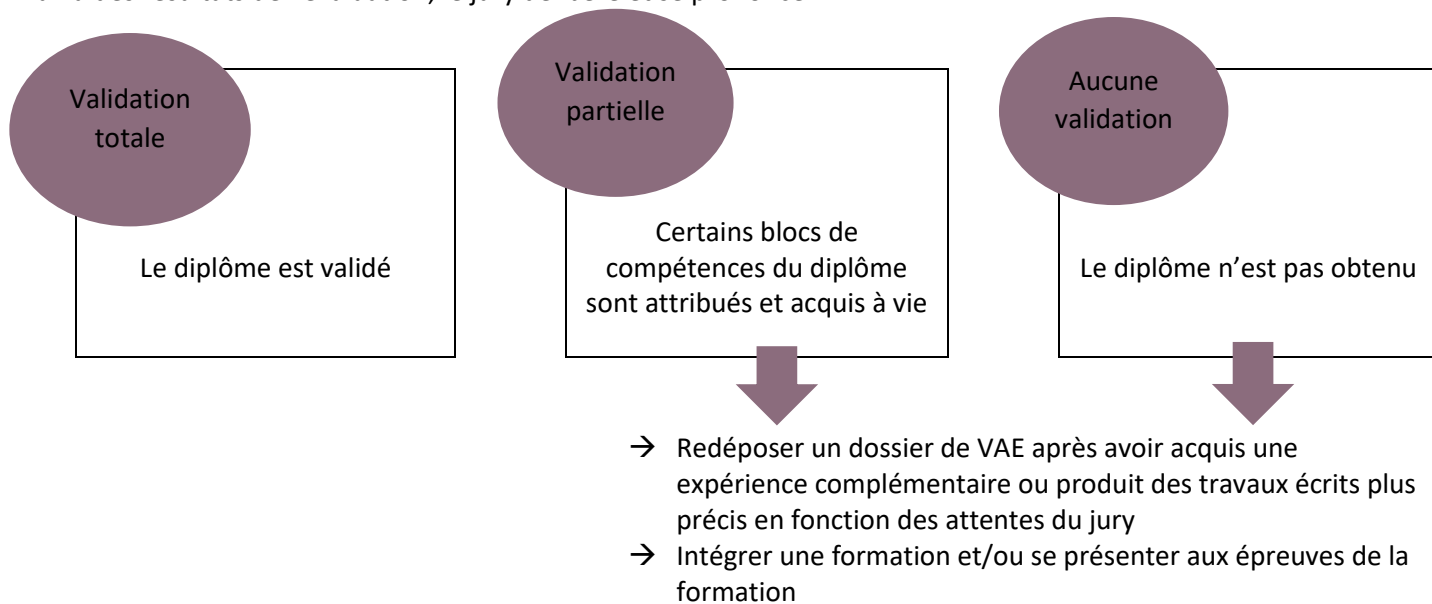 Validation
totale
Le diplôme est validé
Validation
partielle
Certains blocs de
compétences du diplôme
sont attribués et acquis à vie
Aucune
validation
Le diplôme n’est pas obtenu
→ Redéposer un dossier de VAE après avoir acquis une
expérience complémentaire ou produit des travaux écrits plus
précis en fonction des attentes du jury
→ Intégrer une formation et/ou se présenter aux épreuves de la
formation